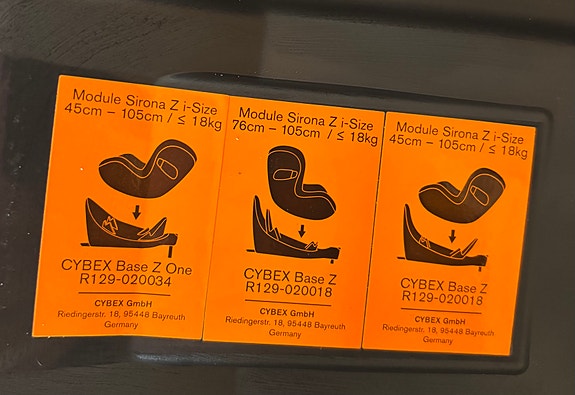 Module Sirona Z i-Size
45cm – 105cm / ≤ 18kg
CYBEX Base Z One
R129-020034
CYBEX GmbH
Riedingerstr. 18, 95448 Bayreuth
Germany
Module Sirona Z i-Size
76cm – 105cm / ≤ 18kg
CYBEX Base Z
R129-020018
CYBEX GmbH
Riedingerstr. 18, 95448 Bayreuth
Germany
Module Sirona Z i-Size
45cm – 105cm / ≤ 18kg
CYBEX Base Z
R129-020018
CYBEX GmbH
Riedingerstr. 18, 95448 Bayreuth
Germany